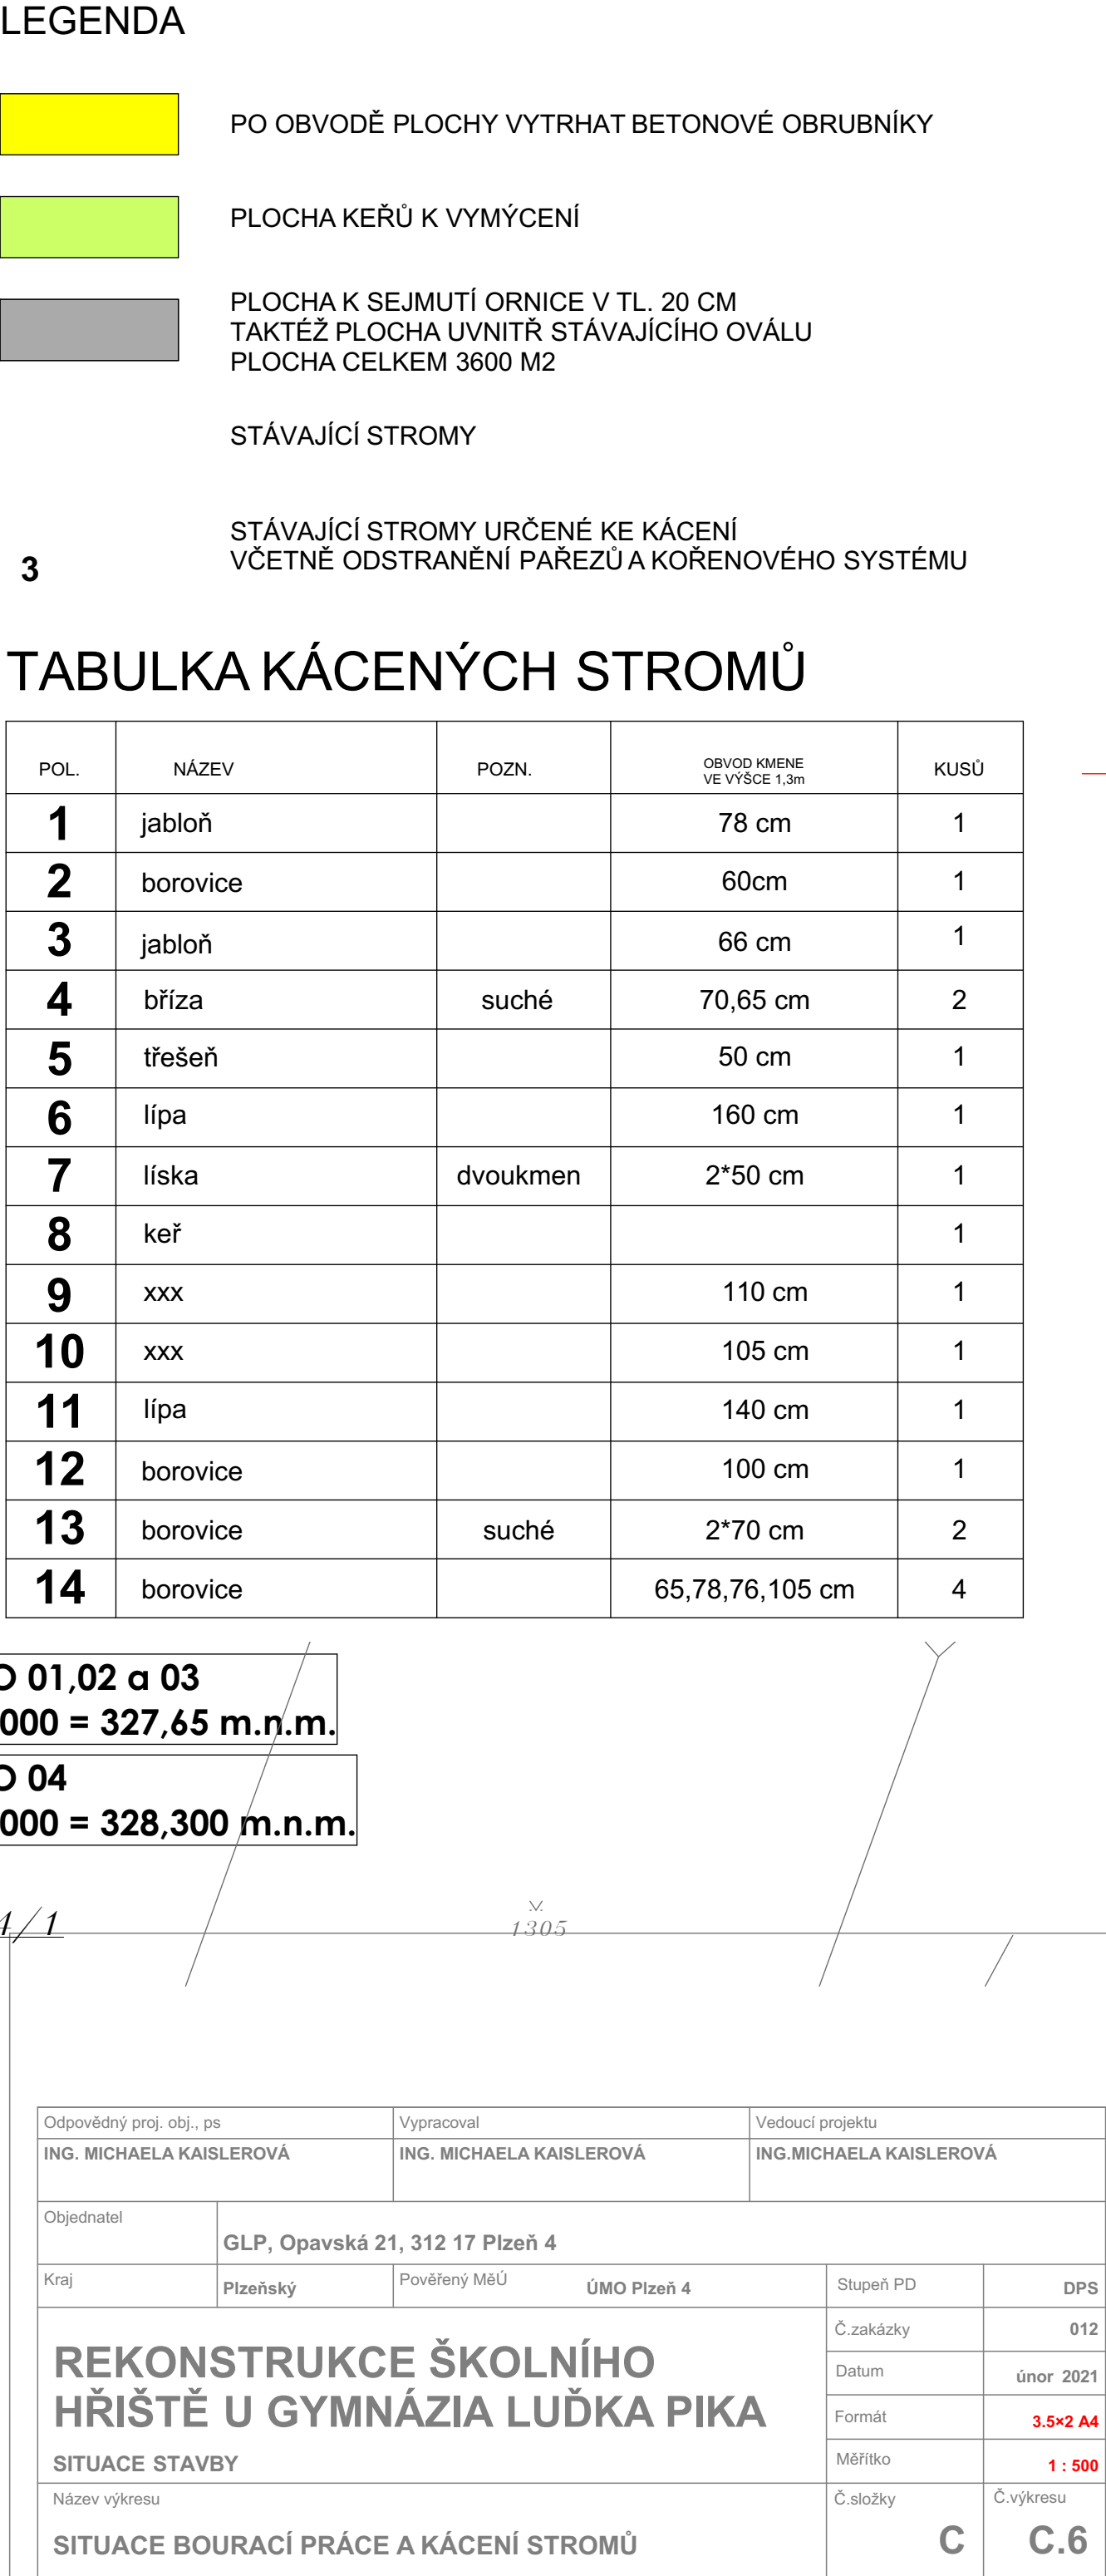 LEGENDA
PO OBVODĚ PLOCHY VYTRHAT BETONOVÉ OBRUBNÍKY
PLOCHA KEŘŮ K VYMÝCENÍ
PLOCHA K SEJMUTÍ ORNICE V TL. 20 CM
TAKTÉŽ PLOCHA UVNITŘ STÁVAJÍCÍHO OVÁLU
PLOCHA CELKEM 3600 M2
STÁVAJÍCÍ STROMY
STÁVAJÍCÍ STROMY URČENÉ KE KÁCENÍ
3 VČETNĚ ODSTRANĚNÍ PAŘEZŮ A KOŘENOVÉHO SYSTÉMU
TABULKA KÁCENÝCH STROMŮ
POL. NÁZEV POZN. OBVOD KMENE VE VÝŠCE 1,3m KUSŮ
1 jabloň 78 cm 1
2 borovice 60cm 1
3 jabloň 66 cm 1
4 bříza suché 70,65 cm 2
5 třešeň 50 cm 1
6 lípa 160 cm 1
7 líska dvoukmen 2*50 cm 1
8 keř 1
9 xxx 110 cm 1
10 xxx 105 cm 1
11 lípa 140 cm 1
12 borovice 100 cm 1
13 borovice suché 2*70 cm 2
14 borovice 65,78,76,105 cm 4
O 01,02 a 03
000 = 327,65 m.n.m.
O 04
000 = 328,300 m.n.m.
4/1
1305
Odpovědný proj. obj., ps Vypracoval Vedoucí projektu
ING. MICHAELA KAISLEROVÁ ING. MICHAELA KAISLEROVÁ ING.MICHAELA KAISLEROVÁ
Objednatel
GLP, Opavská 21, 312 17 Plzeň 4
Kraj Plzeňský Pověřený MěÚ ÚMO Plzeň 4 Stupeň PD DPS
Č.zakázky 012
REKONSTRUKCE ŠKOLNÍHO
HŘIŠTĚ U GYMNÁZIA LUĎKA PIKA
Datum únor 2021
Formát 3.5×2 A4
SITUACE STAVBY
Měřítko 1 : 500
Název výkresu Č.složky Č.výkresu
SITUACE BOURACÍ PRÁCE A KÁCENÍ STROMŮ C C.6